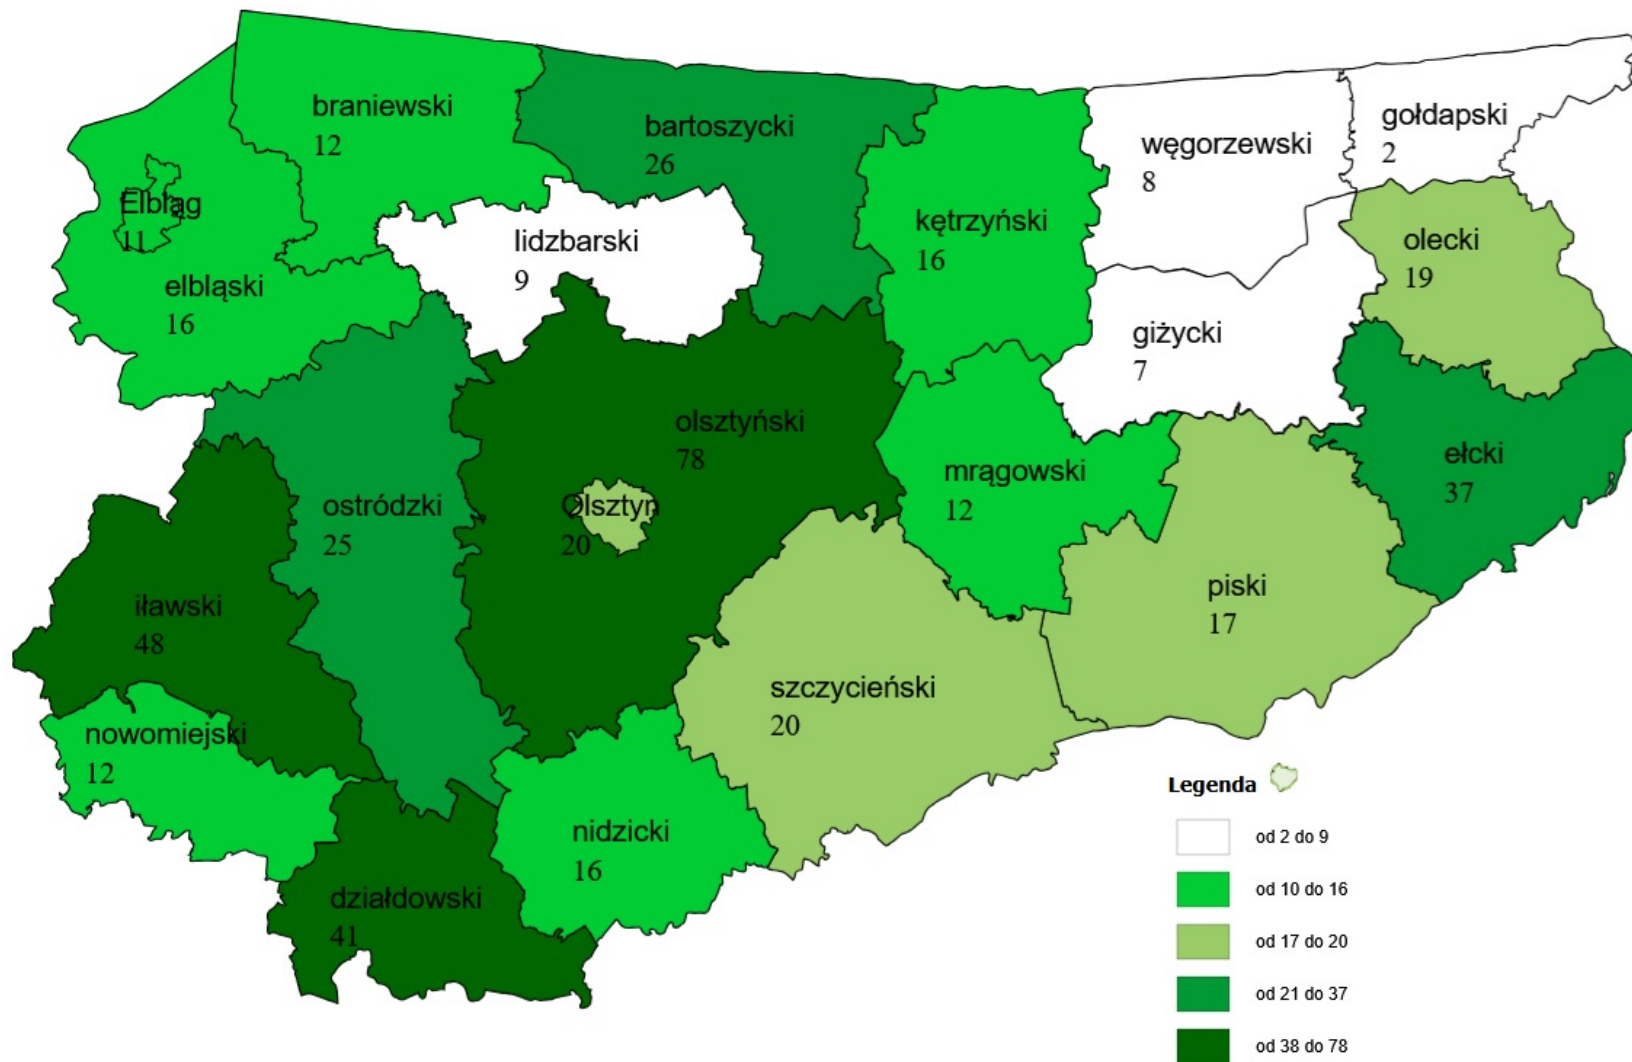 braniewski
12
bartoszycki
26
węgorzewski
8
gołdapski
2
Elbląg
11
elbląski
16
lidzbarski
9
kętrzyński
16
olecki
19
giżycki
7
olsztyński
78
mrągowski
12
ełcki
37
ostródzki
25
Olsztyn
20
iławski
48
piski
17
szczycieński
20
nowomiejski
12
nidzicki
16
działdowski
41
Legenda
od 2 do 9
od 10 do 16
od 17 do 20
od 21 do 37
od 38 do 78